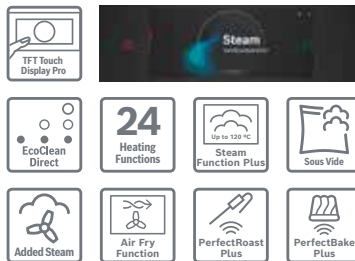 TFT Touch
Display Pro
Steam
EcoClean
Direct
24
Heating
Functions
Up to 120 °C
Steam
Function Plus
Sous Vide
Added Steam
Air Fry
Function
PerfectRoast
Plus
PerfectBake
Plus